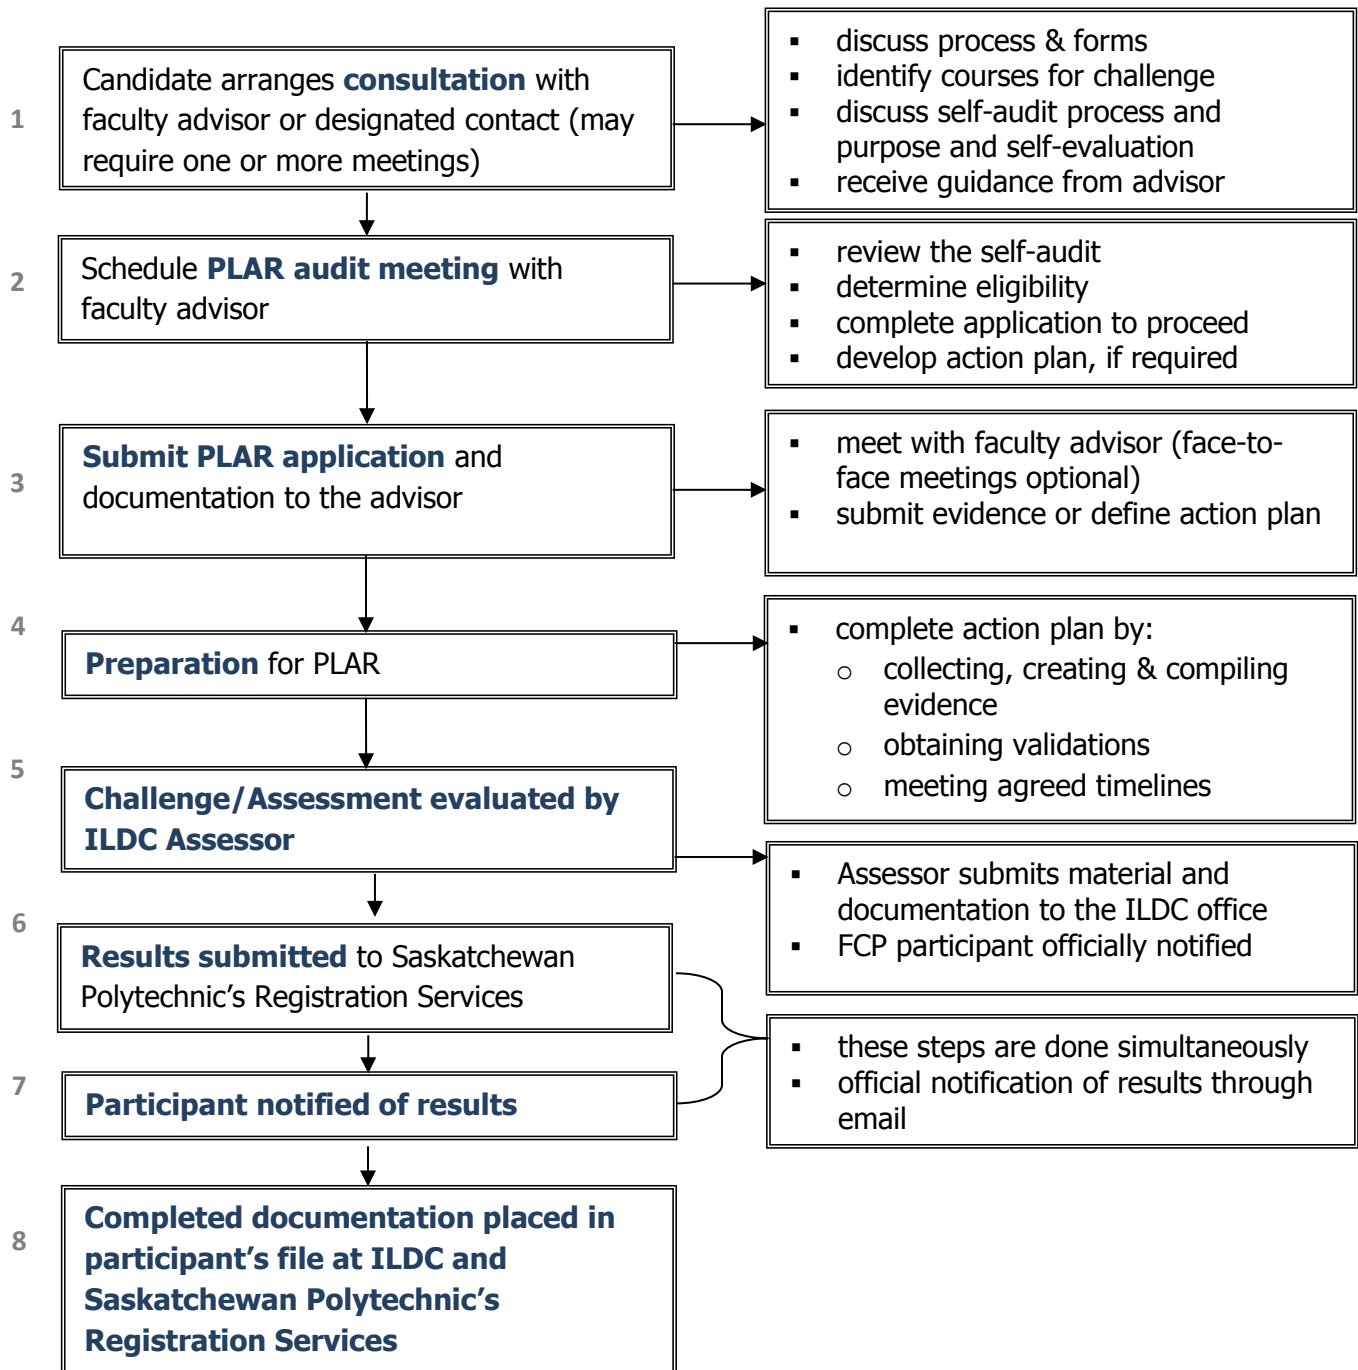 1
Candidate arranges consultation with
faculty advisor or designated contact (may
require one or more meetings)
▪ discuss process & forms
▪ identify courses for challenge
▪ discuss self-audit process and
purpose and self-evaluation
▪ receive guidance from advisor
2
Schedule PLAR audit meeting with
faculty advisor
▪ review the self-audit
▪ determine eligibility
▪ complete application to proceed
▪ develop action plan, if required
3
Submit PLAR application and
documentation to the advisor
▪ meet with faculty advisor (face-to-
face meetings optional)
▪ submit evidence or define action plan
4
Preparation for PLAR
▪ complete action plan by:
o collecting, creating & compiling
evidence
o obtaining validations
o meeting agreed timelines
5
Challenge/Assessment evaluated by
ILDC Assessor
▪ Assessor submits material and
documentation to the ILDC office
▪ FCP participant officially notified
6
Results submitted to Saskatchewan
Polytechnic’s Registration Services
7
Participant notified of results
▪ these steps are done simultaneously
▪ official notification of results through
email
8
Completed documentation placed in
participant’s file at ILDC and
Saskatchewan Polytechnic’s
Registration Services